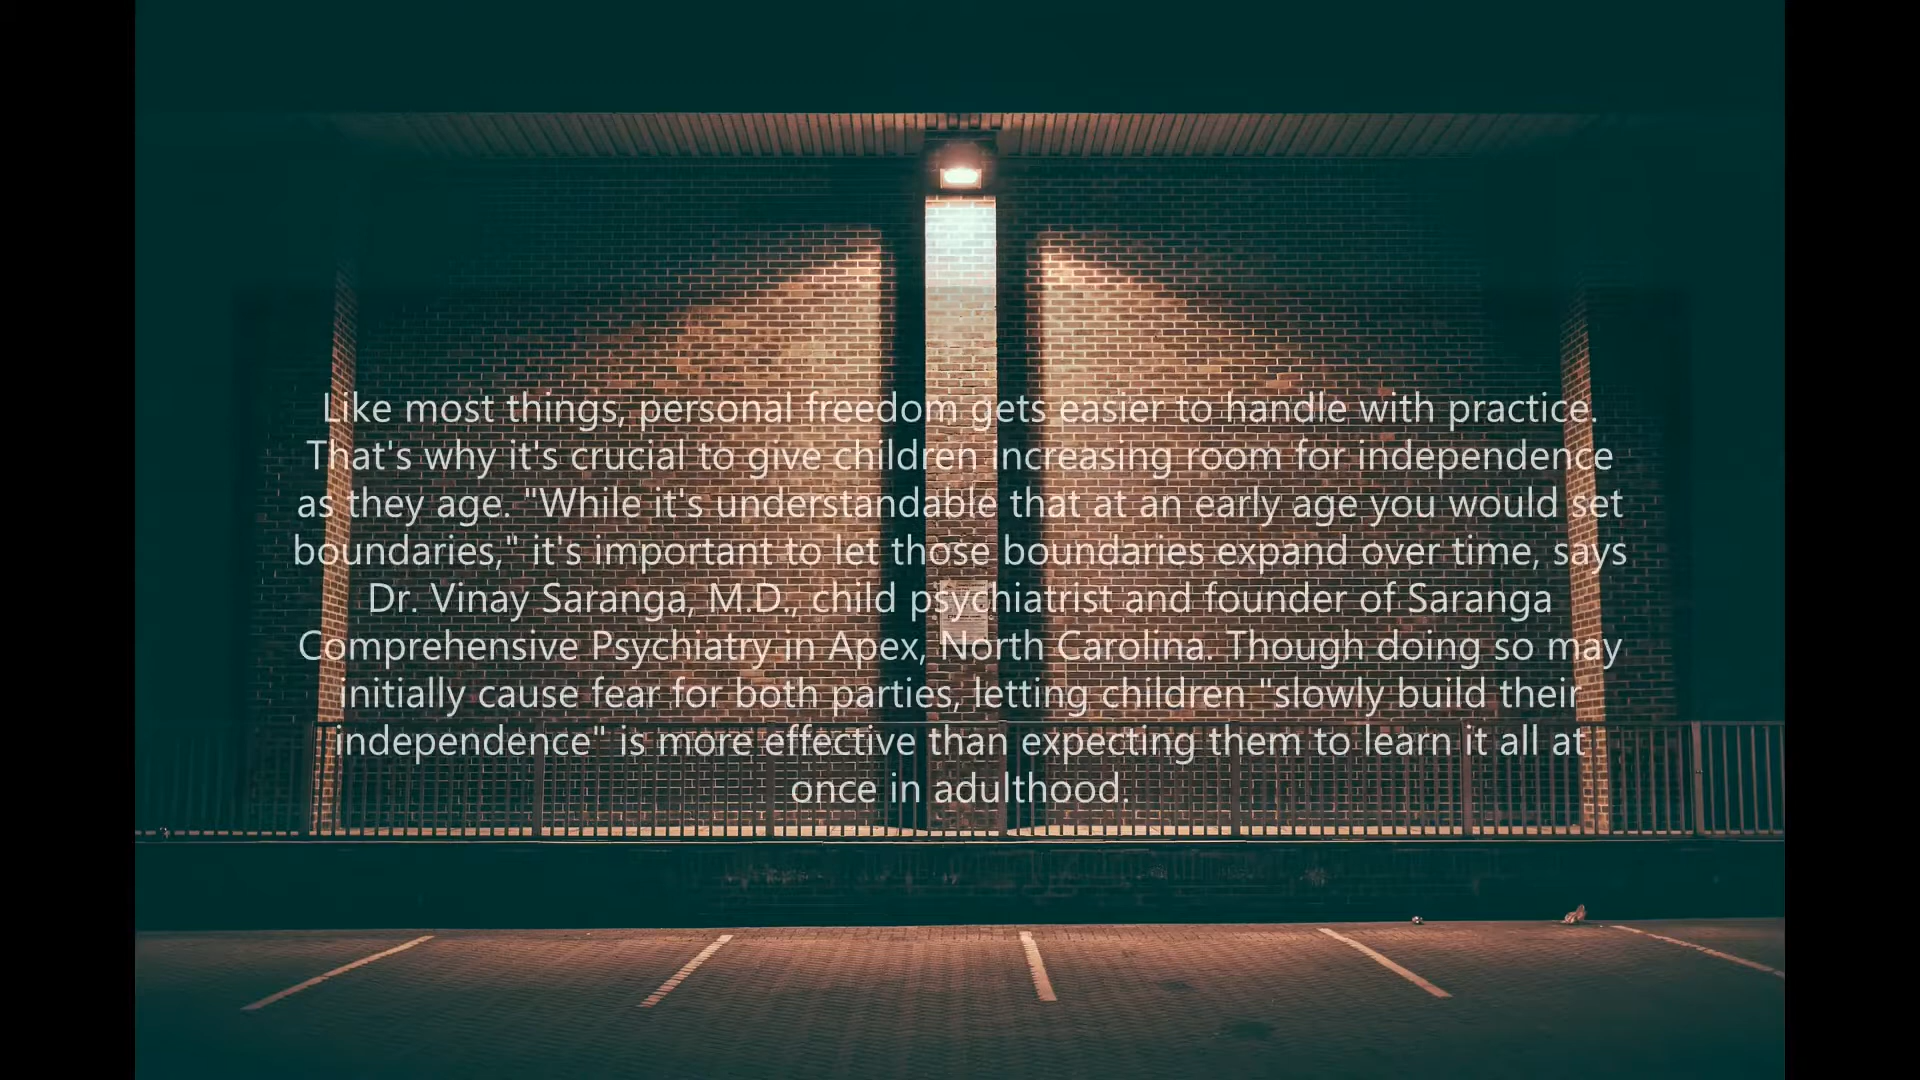 Like most things, personal freedom gets easier to handle with practice.
That's why it's crucial to give children increasing room for independence
as they age. "While it's understandable that at an early age you would set
boundaries," it's important to let those boundaries expand over time, says
Dr. Vinay Saranga, M.D., child psychiatrist and founder of Saranga
Comprehensive Psychiatry in Apex, North Carolina. Though doing so may
initially cause fear for both parties, letting children "slowly build their
independence" is more effective than expecting them to learn it all at
once in adulthood.